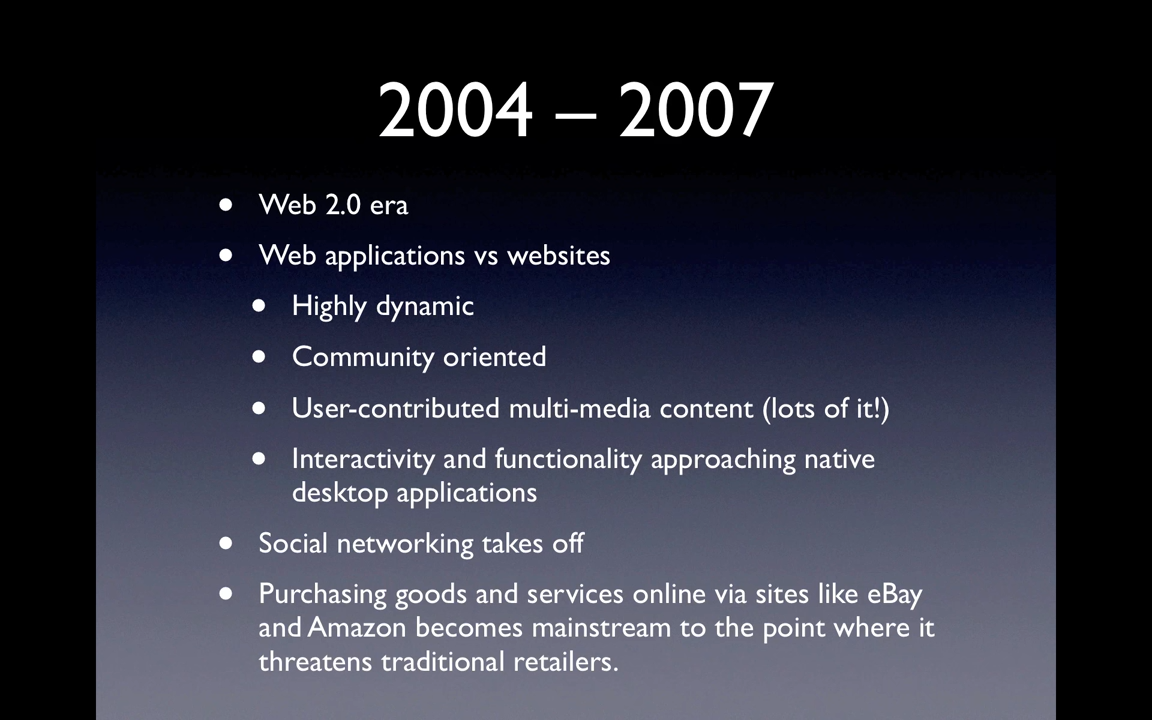 2004 – 2007
• Web 2.0 era
• Web applications vs websites
• Highly dynamic
• Community oriented
• User-contributed multi-media content (lots of it!)
• Interactivity and functionality approaching native
desktop applications
• Social networking takes off
• Purchasing goods and services online via sites like eBay
and Amazon becomes mainstream to the point where it
threatens traditional retailers.